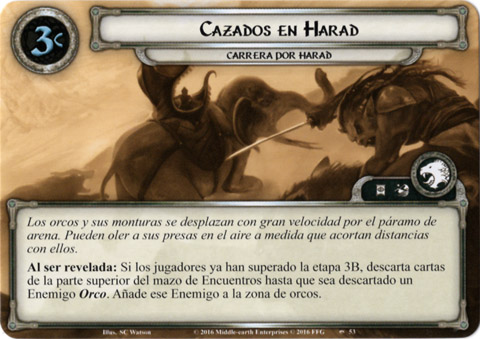 3C
CAZADOS EN HARAD
CARRERA POR HARAD
Los orcos y sus monturas se desplazan con gran velocidad por el páramo de
arena. Pueden oler a sus presas en el aire a medida que acortan distancias
con ellos.
Al ser revelada: Si los jugadores ya han superado la etapa 3B, descarta cartas
de la parte superior del mazo de Encuentros hasta que sea descartado un
Enemigo Orco. Añade ese Enemigo a la zona de orcos.
Illus. SC Watson © 2016 Middle-earth Enterprises © 2016 FFG 53